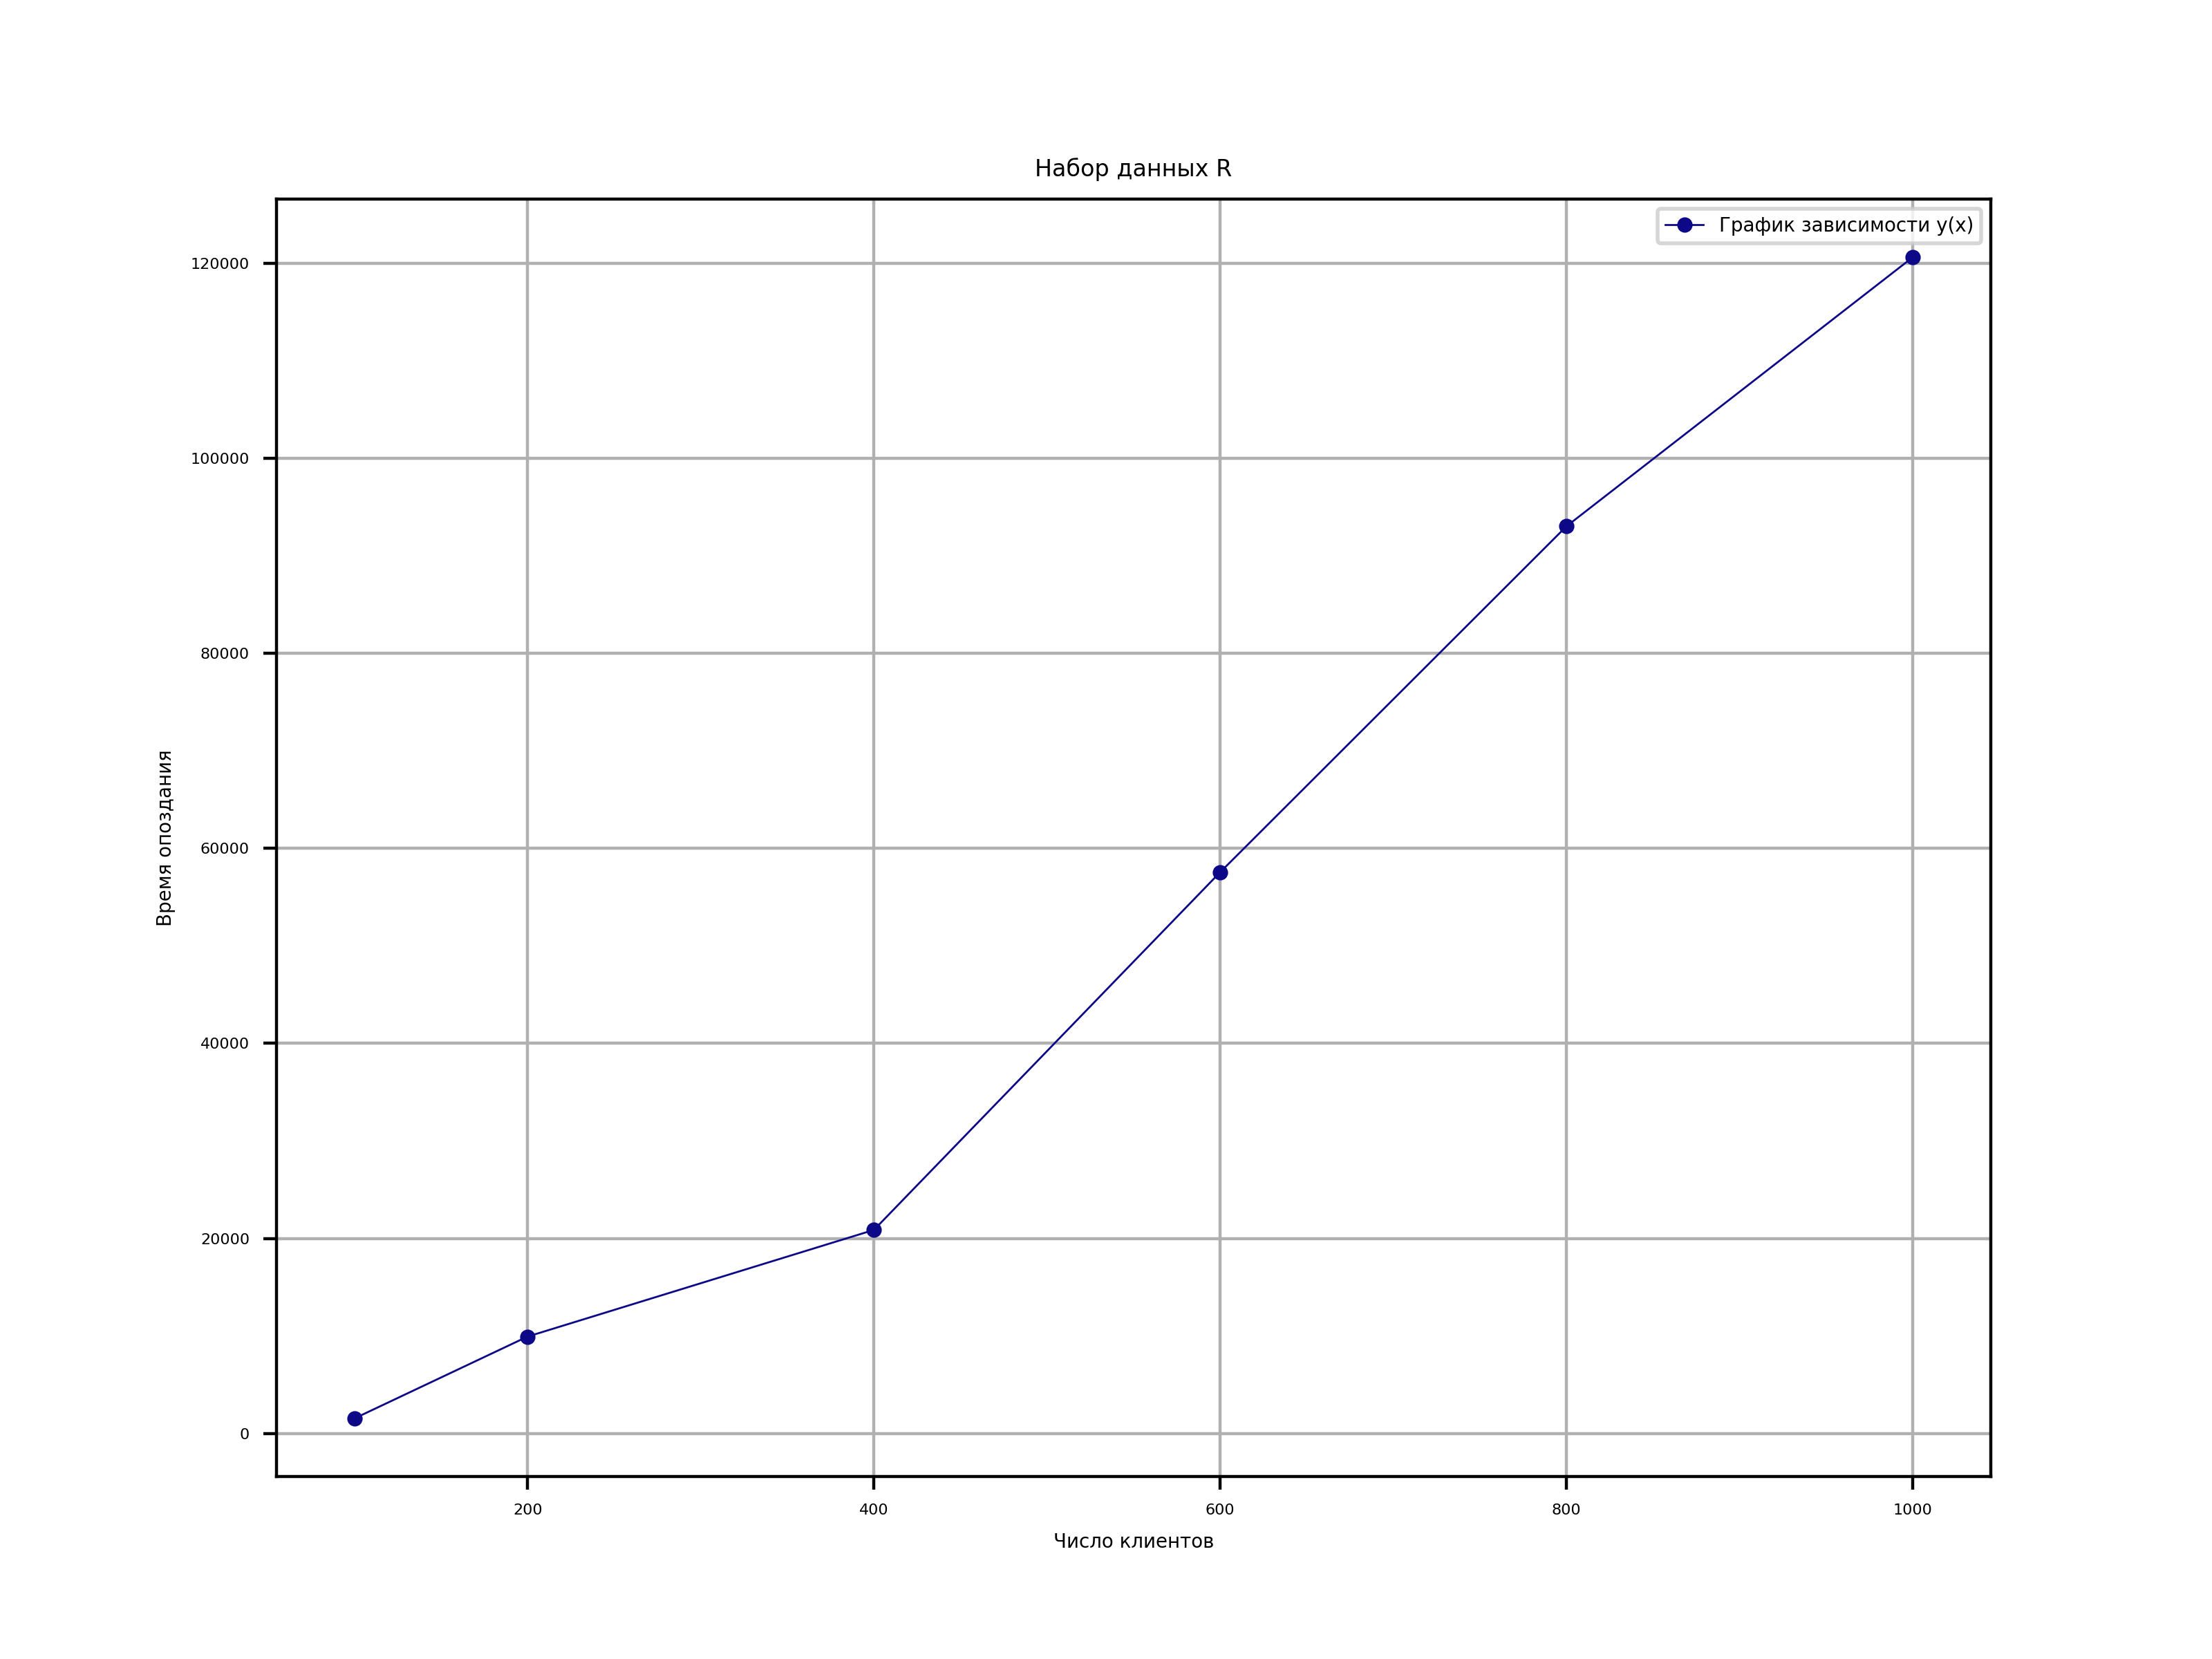 Набор данных R
График зависимости y(x)
120000
100000
80000
60000
40000
20000
0
Время опоздания
200 400 600 800 1000
Число клиентов